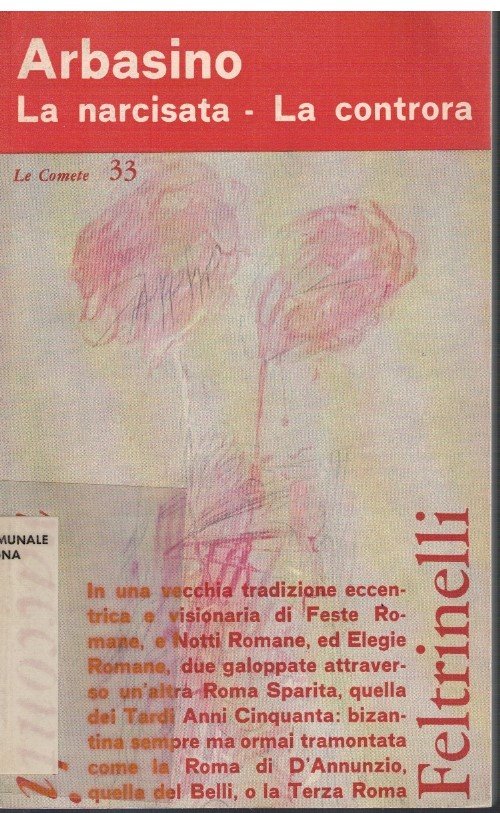 Arbasino
La narcisata - La controra
Le Comete 33
MUNALE
NA
In una vecchia tradizione eccen-
trica e visionaria di Feste Ro-
mane, e Notti Romane, ed Elegie
Romane, due galoppate attraver-
so un'altra Roma Sparita, quella
dei Tardi Anni Cinquanta: bizan-
tina sempre ma ormai tramontata
come la Roma di D'Annunzio,
quella del Belli, o la Terza Roma
Feltrinelli